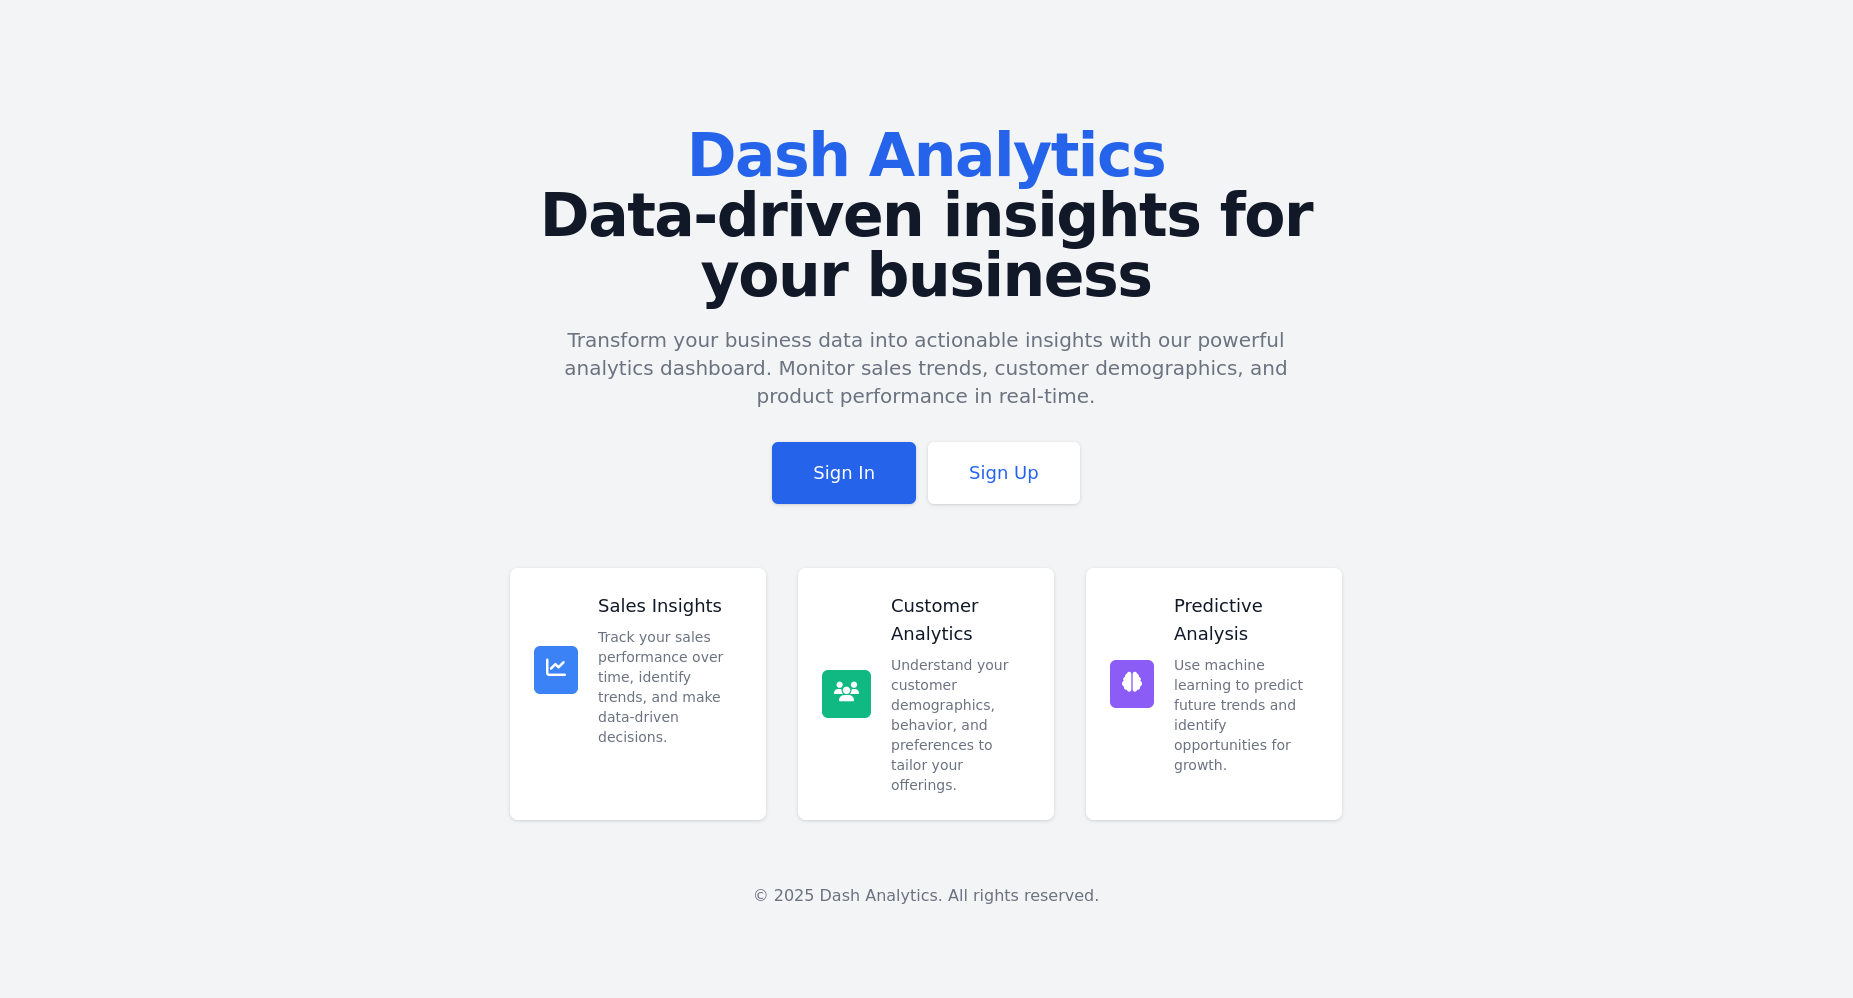 Dash Analytics
Data-driven insights for
your business
Transform your business data into actionable insights with our powerful
analytics dashboard. Monitor sales trends, customer demographics, and
product performance in real-time.
Sign In
Sign Up
Sales Insights
Track your sales
performance over
time, identify
trends, and make
data-driven
decisions.
Customer
Analytics
Understand your
customer
demographics,
behavior, and
preferences to
tailor your
offerings.
Predictive
Analysis
Use machine
learning to predict
future trends and
identify
opportunities for
growth.
© 2025 Dash Analytics. All rights reserved.